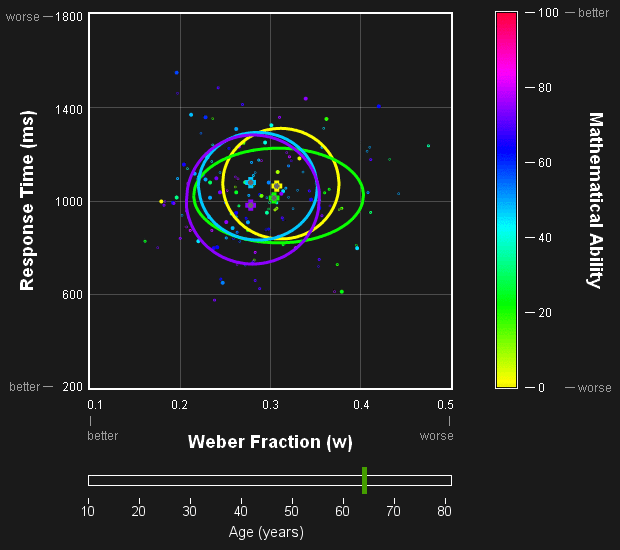 worse
1800
1400
1000
600
better
200
Response Time (ms)
0.1
0.2
0.3
0.4
0.5
better
worse
Weber Fraction (w)
100
better
80
60
40
20
0
worse
Mathematical Ability
10
20
30
40
50
60
70
80
Age (years)